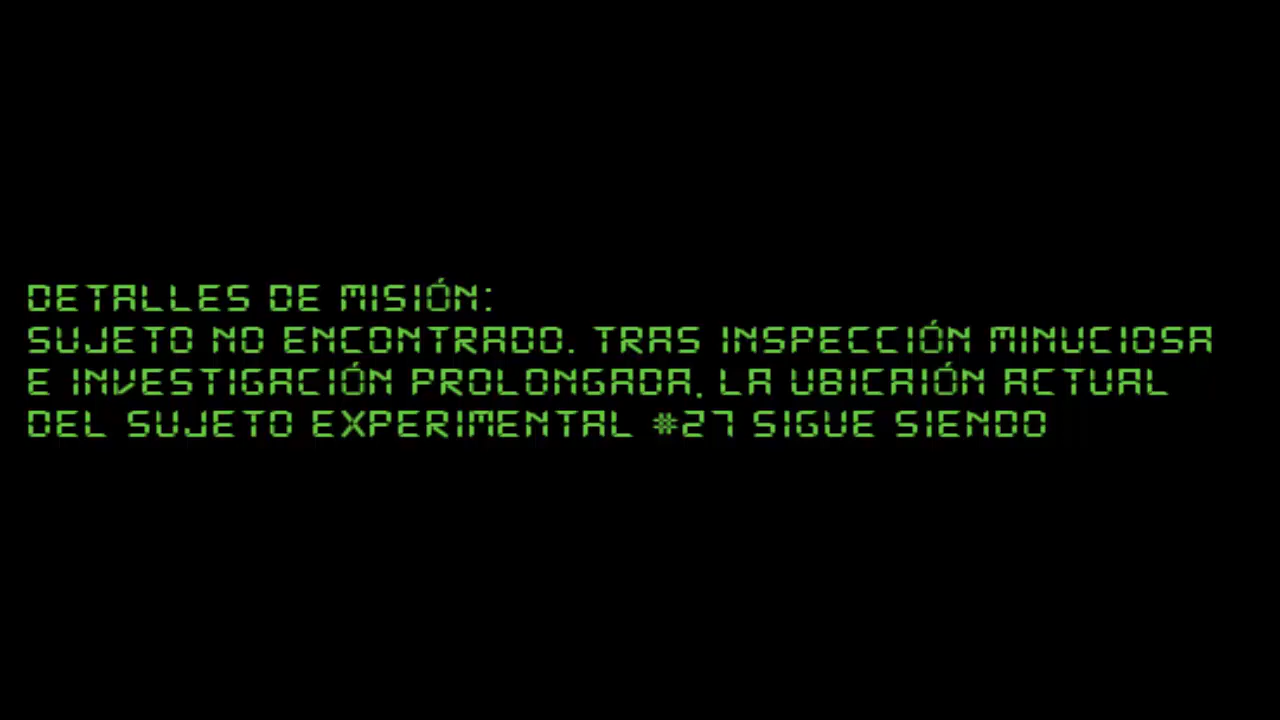 DETALLES DE MISIÓN:
SUJETO NO ENCONTRADO. TRAS INSPECCIÓN MINUCIOSA
E INVESTIGACIÓN PROLONGADA, LA UBICAIÓN ACTUAL
DEL SUJETO EXPERIMENTAL #27 SIGUE SIENDO